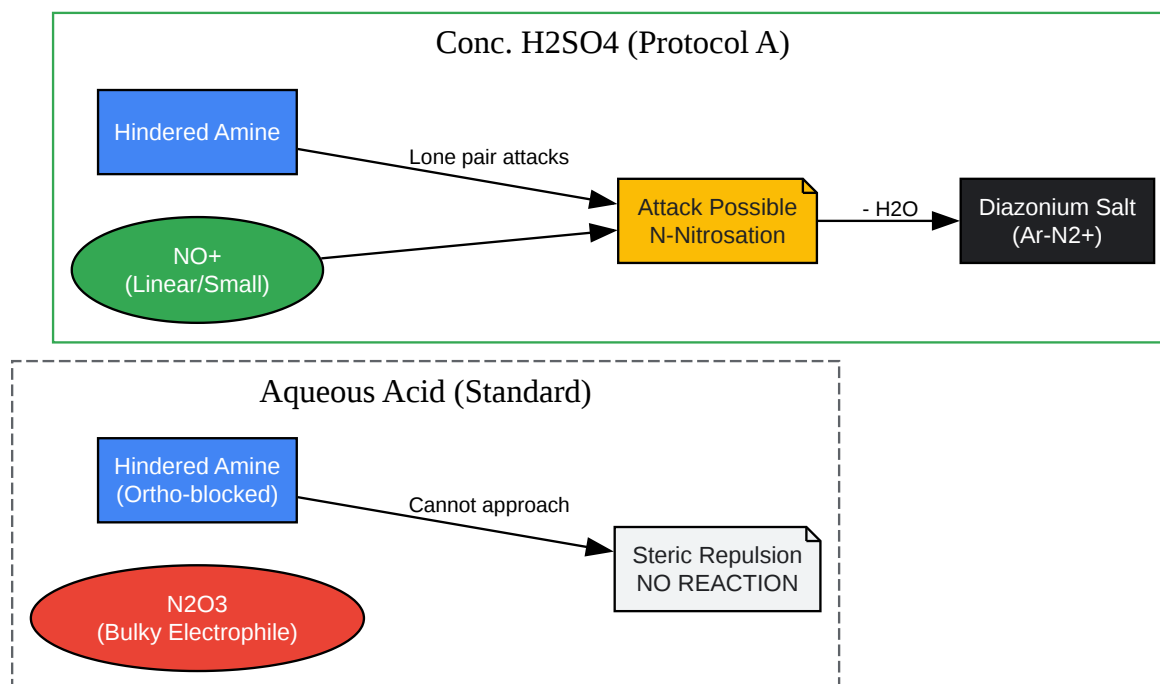 Conc. H2SO4 (Protocol A)
Hindered Amine
Lone pair attacks
NO+
(Linear/Small)
Attack Possible
N-Nitrosation
- H2O
Diazonium Salt
(Ar-N2+)
Aqueous Acid (Standard)
Hindered Amine
(Ortho-blocked)
Cannot approach
N2O3
(Bulky Electrophile)
Steric Repulsion
NO REACTION